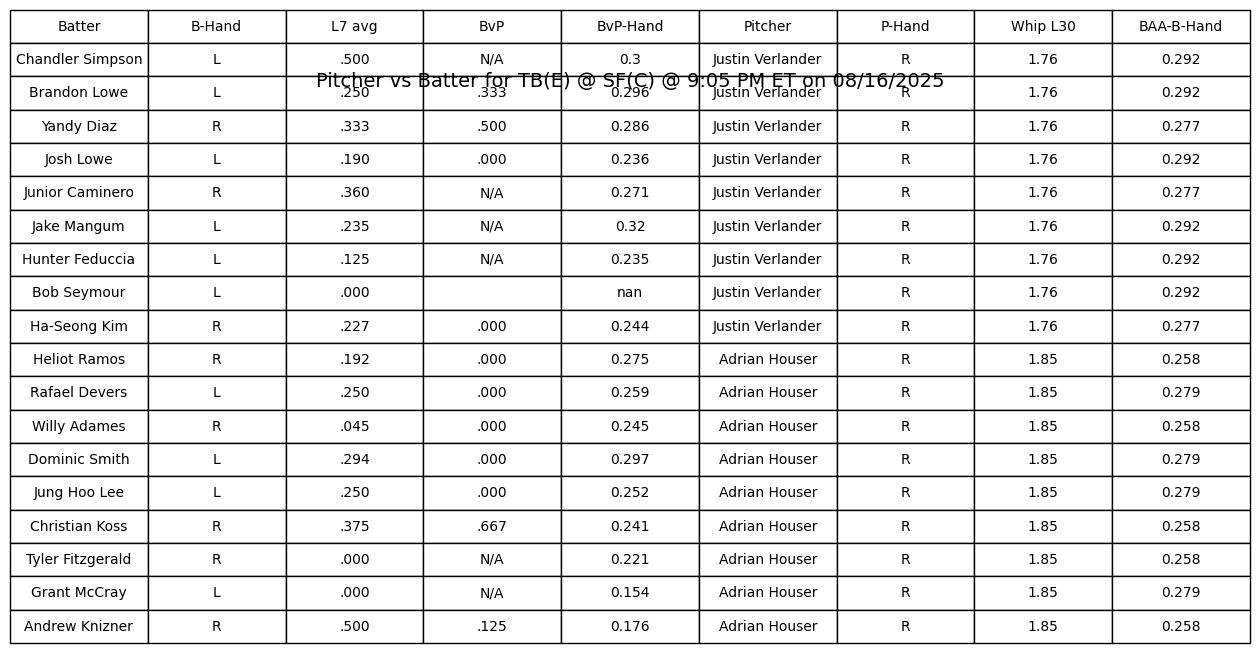 Batter B-Hand L7 avg BvP BvP-Hand Pitcher P-Hand Whip L30 BAA-B-Hand
Chandler Simpson L .500 N/A 0.3 Justin Verlander R 1.76 0.292
Pitcher vs Batter for TB(E) @ SF(C) @ 9:05 PM ET on 08/16/2025
Brandon Lowe L .250 .333 0.296 Justin Verlander R 1.76 0.292
Yandy Diaz R .333 .500 0.286 Justin Verlander R 1.76 0.277
Josh Lowe L .190 .000 0.236 Justin Verlander R 1.76 0.292
Junior Caminero R .360 N/A 0.271 Justin Verlander R 1.76 0.277
Jake Mangum L .235 N/A 0.32 Justin Verlander R 1.76 0.292
Hunter Feduccia L .125 N/A 0.235 Justin Verlander R 1.76 0.292
Bob Seymour L .000 nan Justin Verlander R 1.76 0.292
Ha-Seong Kim R .227 .000 0.244 Justin Verlander R 1.76 0.277
Heliot Ramos R .192 .000 0.275 Adrian Houser R 1.85 0.258
Rafael Devers L .250 .000 0.259 Adrian Houser R 1.85 0.279
Willy Adames R .045 .000 0.245 Adrian Houser R 1.85 0.258
Dominic Smith L .294 .000 0.297 Adrian Houser R 1.85 0.279
Jung Hoo Lee L .250 .000 0.252 Adrian Houser R 1.85 0.279
Christian Koss R .375 .667 0.241 Adrian Houser R 1.85 0.258
Tyler Fitzgerald R .000 N/A 0.221 Adrian Houser R 1.85 0.258
Grant McCray L .000 N/A 0.154 Adrian Houser R 1.85 0.279
Andrew Knizner R .500 .125 0.176 Adrian Houser R 1.85 0.258